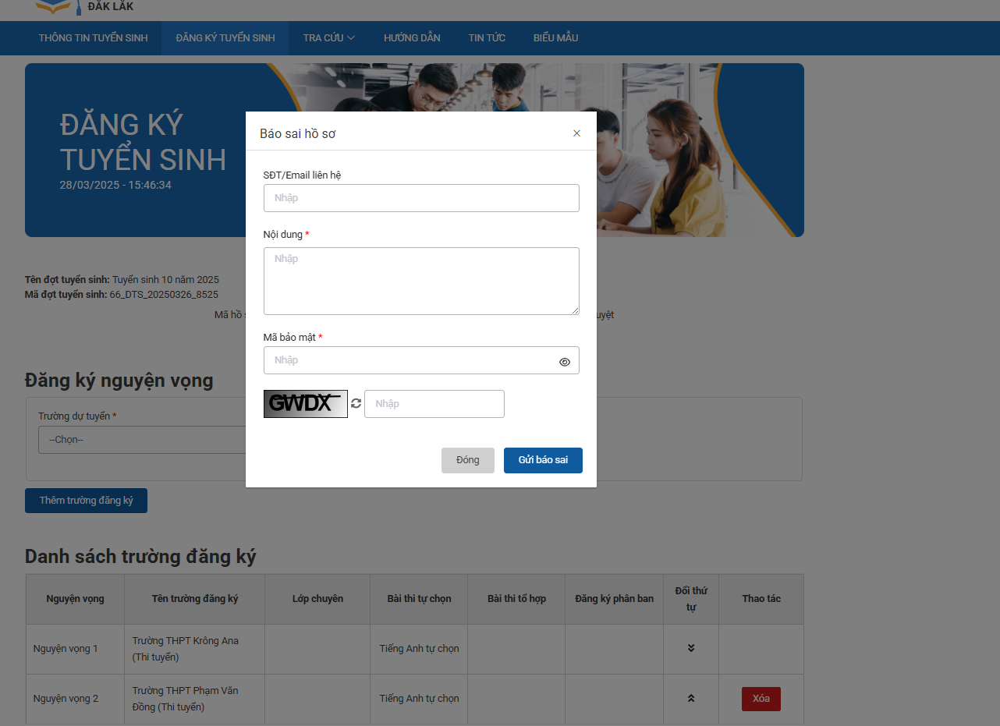 ĐẮK LẮK
THÔNG TIN TUYỂN SINH ĐĂNG KÝ TUYỂN SINH TRA CỨU HƯỚNG DẪN TIN TỨC BIỂU MẪU
ĐĂNG KÝ
TUYỂN SINH
28/03/2025 - 15:46:34
Báo sai hồ sơ
SĐT/Email liên hệ
Nhập
Nội dung *
Nhập
Mã bảo mật *
Nhập
GWDX Nhập
Đóng Gửi báo sai
Tên đợt tuyển sinh: Tuyển sinh 10 năm 2025
Mã đợt tuyển sinh: 66_DTS_20250326_8525
Mã hồ
Đăng ký nguyện vọng
Trường dự tuyển *
--Chọn--
Thêm trường đăng ký
Danh sách trường đăng ký
Nguyện vọng Tên trường đăng ký Lớp chuyên Bài thi tự chọn Bài thi tổ hợp Đăng ký phân ban Đổi thứ
tự Thao tác
Nguyện vọng 1 Trường THPT Krông Ana
(Thi tuyển) Tiếng Anh tự chọn
Nguyện vọng 2 Trường THPT Phạm Văn
Đồng (Thi tuyển) Tiếng Anh tự chọn Xóa